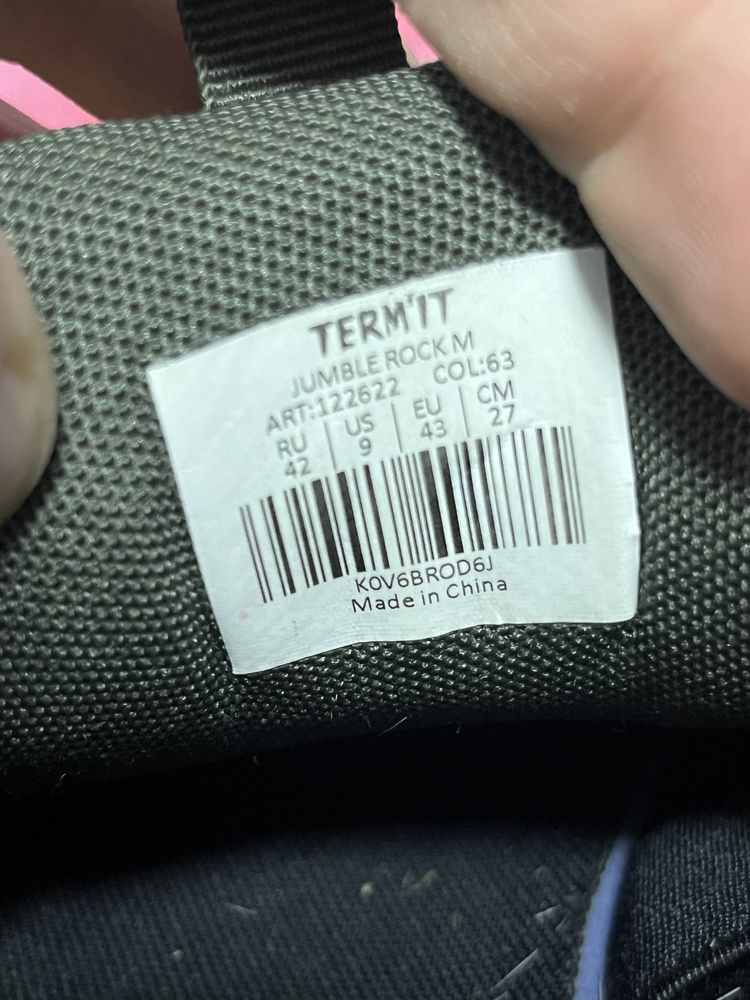 TERM'IT
JUMBLE ROCK M
ART:122622 COL:63
RU US EU CM
42 9 43 27
K0V6BROD6J
Made in China